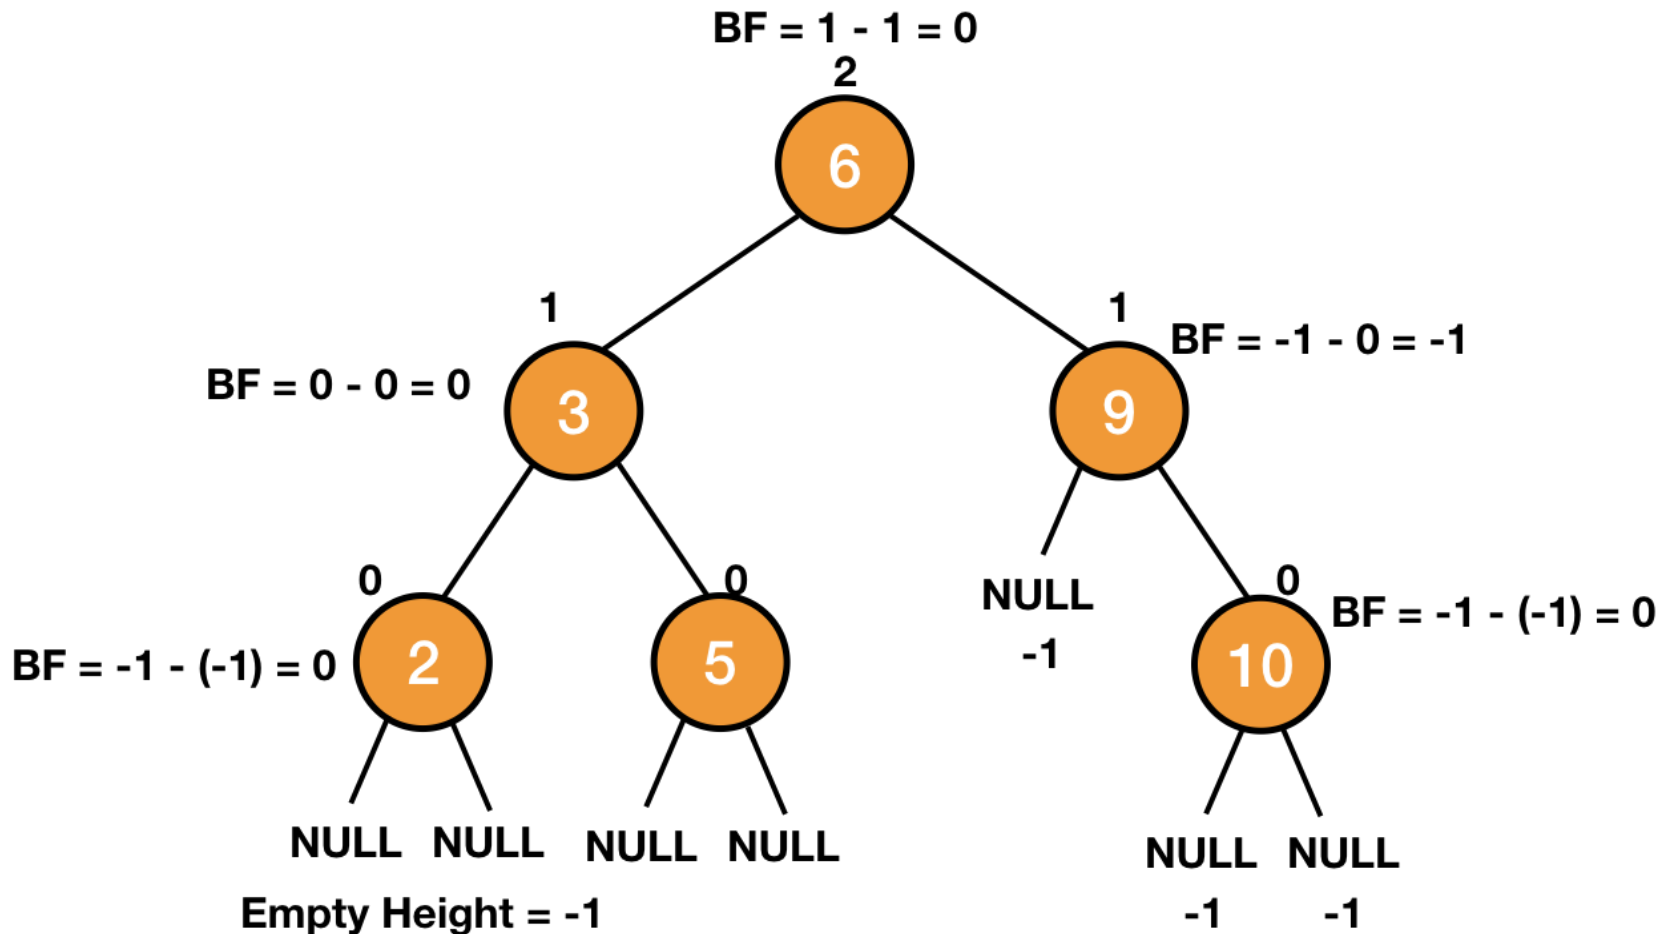 BF = 1 - 1 = 0
2
6
1
1
BF = -1 - 0 = -1
BF = 0 - 0 = 0
3
9
0
0
NULL
0
BF = -1 - (-1) = 0
-1
BF = -1 - (-1) = 0
2
5
10
NULL
NULL
NULL
NULL
NULL
NULL
Empty Height = -1
-1
-1